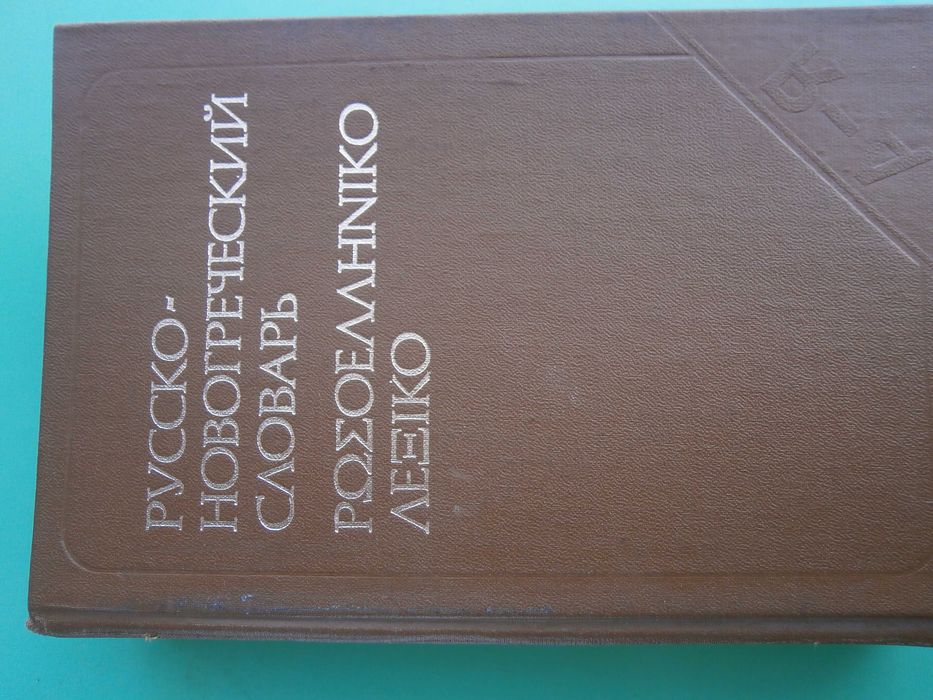 РУССКО-
НОВОГРЕЧЕСКИЙ
СЛОВАРЬ
ΡΩΣΟΕΛΛΗΝΙΚΟ
ΛΕΞΙΚΟ